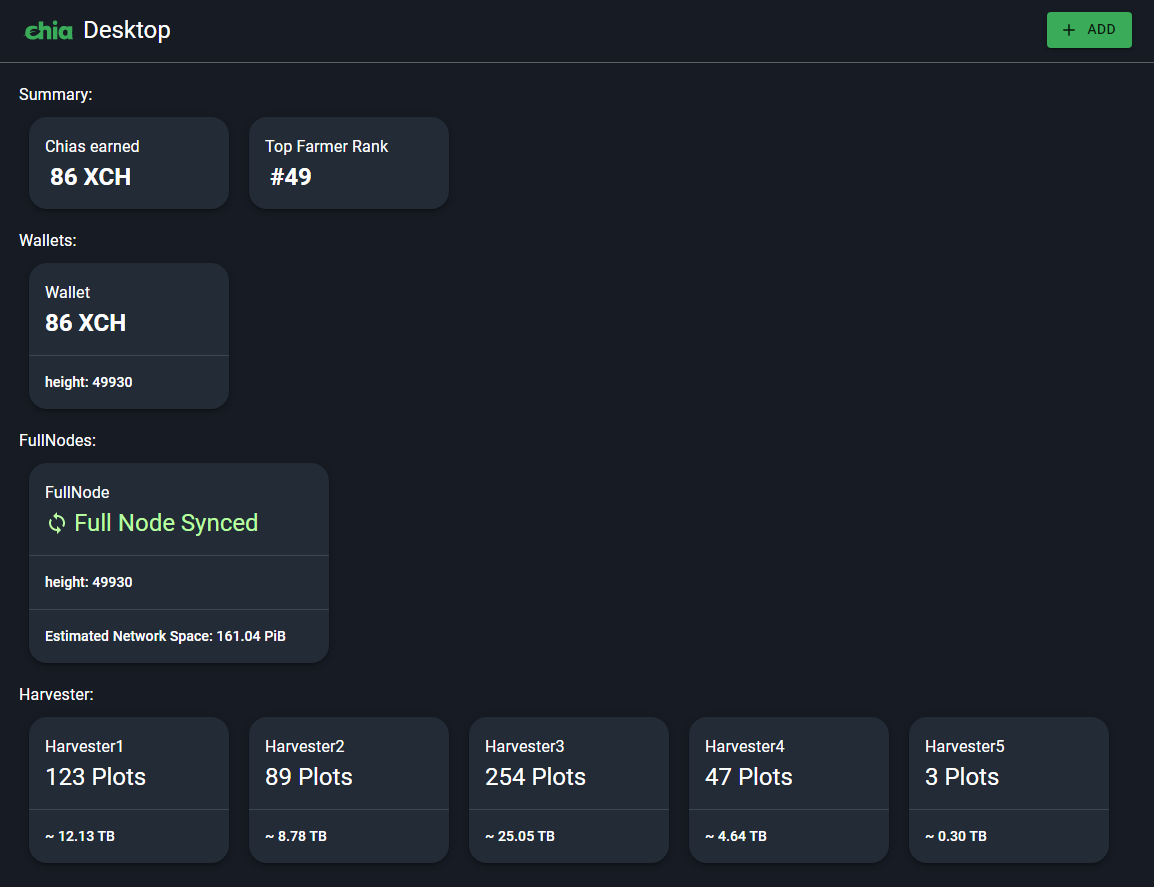 chia Desktop
+ ADD
Summary:
Chias earned
86 XCH
Top Farmer Rank
#49
Wallets:
Wallet
86 XCH
height: 49930
FullNodes:
FullNode
Full Node Synced
height: 49930
Estimated Network Space: 161.04 PiB
Harvester:
Harvester1
123 Plots
~ 12.13 TB
Harvester2
89 Plots
~ 8.78 TB
Harvester3
254 Plots
~ 25.05 TB
Harvester4
47 Plots
~ 4.64 TB
Harvester5
3 Plots
~ 0.30 TB